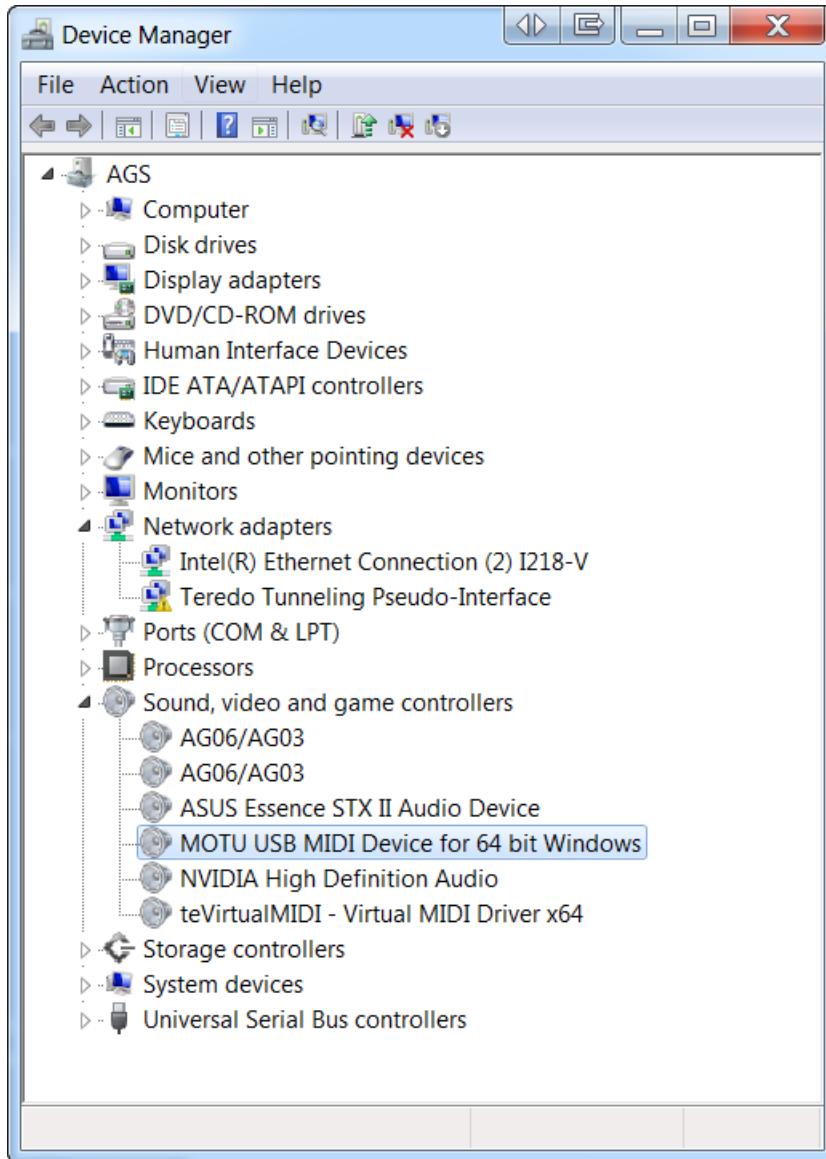 Device Manager
File Action View Help
AGS
Computer
Disk drives
Display adapters
DVD/CD-ROM drives
Human Interface Devices
IDE ATA/ATAPI controllers
Keyboards
Mice and other pointing devices
Monitors
Network adapters
Intel(R) Ethernet Connection (2) I218-V
Teredo Tunneling Pseudo-Interface
Ports (COM & LPT)
Processors
Sound, video and game controllers
AG06/AG03
AG06/AG03
ASUS Essence STX II Audio Device
MOTU USB MIDI Device for 64 bit Windows
NVIDIA High Definition Audio
teVirtualMIDI - Virtual MIDI Driver x64
Storage controllers
System devices
Universal Serial Bus controllers